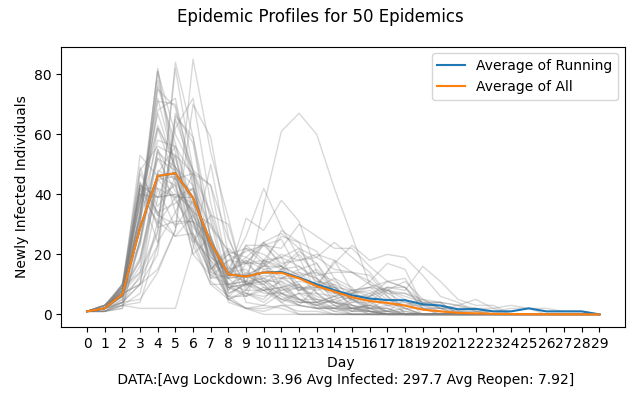 Epidemic Profiles for 50 Epidemics
Average of Running
Average of All
Newly Infected Individuals
80
60
40
20
0
0 1 2 3 4 5 6 7 8 9 10 11 12 13 14 15 16 17 18 19 20 21 22 23 24 25 26 27 28 29
Day
DATA:[Avg Lockdown: 3.96 Avg Infected: 297.7 Avg Reopen: 7.92]